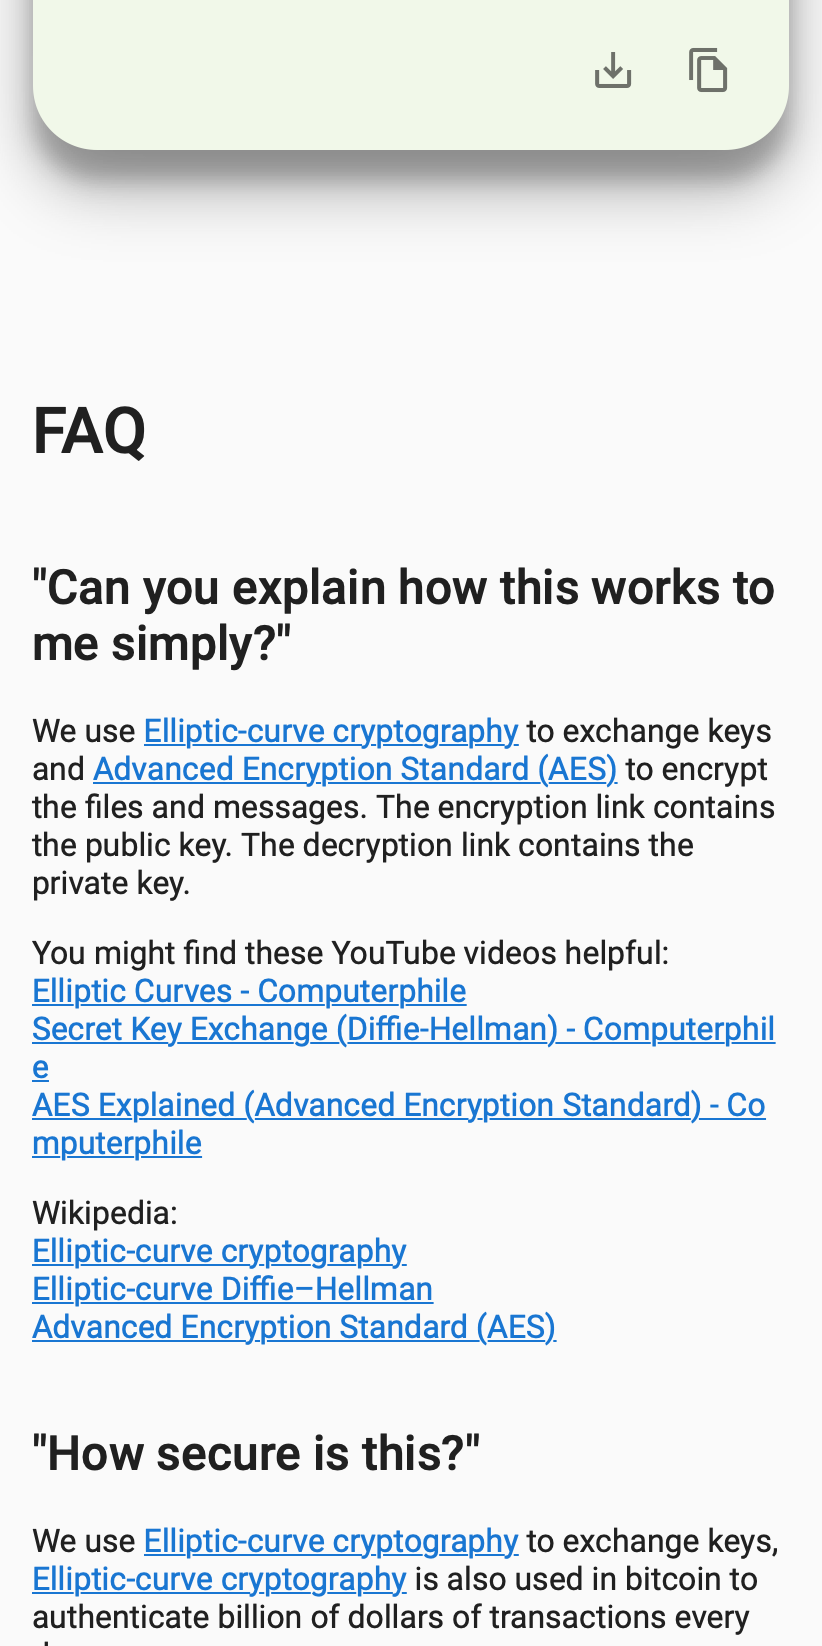 FAQ
"Can you explain how this works to
me simply?"
We use Elliptic-curve cryptography to exchange keys
and Advanced Encryption Standard (AES) to encrypt
the files and messages. The encryption link contains
the public key. The decryption link contains the
private key.
You might find these YouTube videos helpful:
Elliptic Curves - Computerphile
Secret Key Exchange (Diffie-Hellman) - Computerphil
e
AES Explained (Advanced Encryption Standard) - Co
mputerphile
Wikipedia:
Elliptic-curve cryptography
Elliptic-curve Diffie–Hellman
Advanced Encryption Standard (AES)
"How secure is this?"
We use Elliptic-curve cryptography to exchange keys,
Elliptic-curve cryptography is also used in bitcoin to
authenticate billion of dollars of transactions every